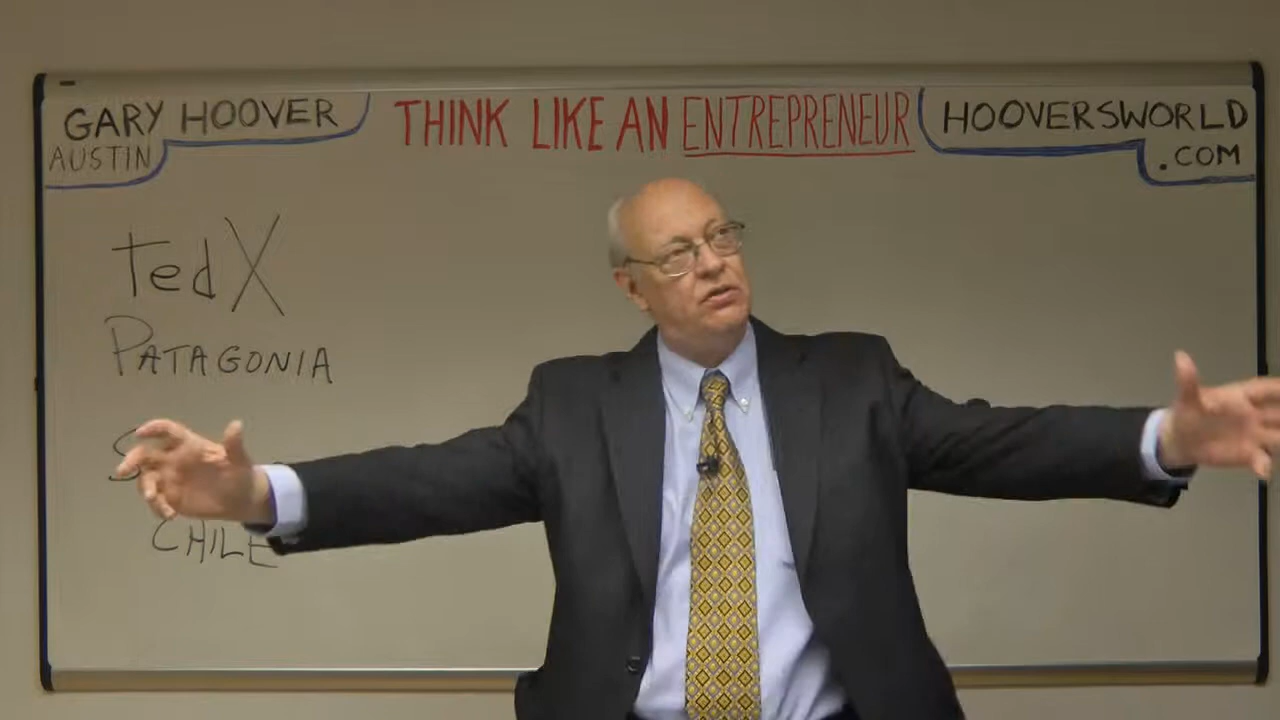 GARY HOOVER
AUSTIN
THINK LIKE AN ENTREPRENEUR
HOOVERSWORLD
.COM
TedX
PATAGONIA
CHILE